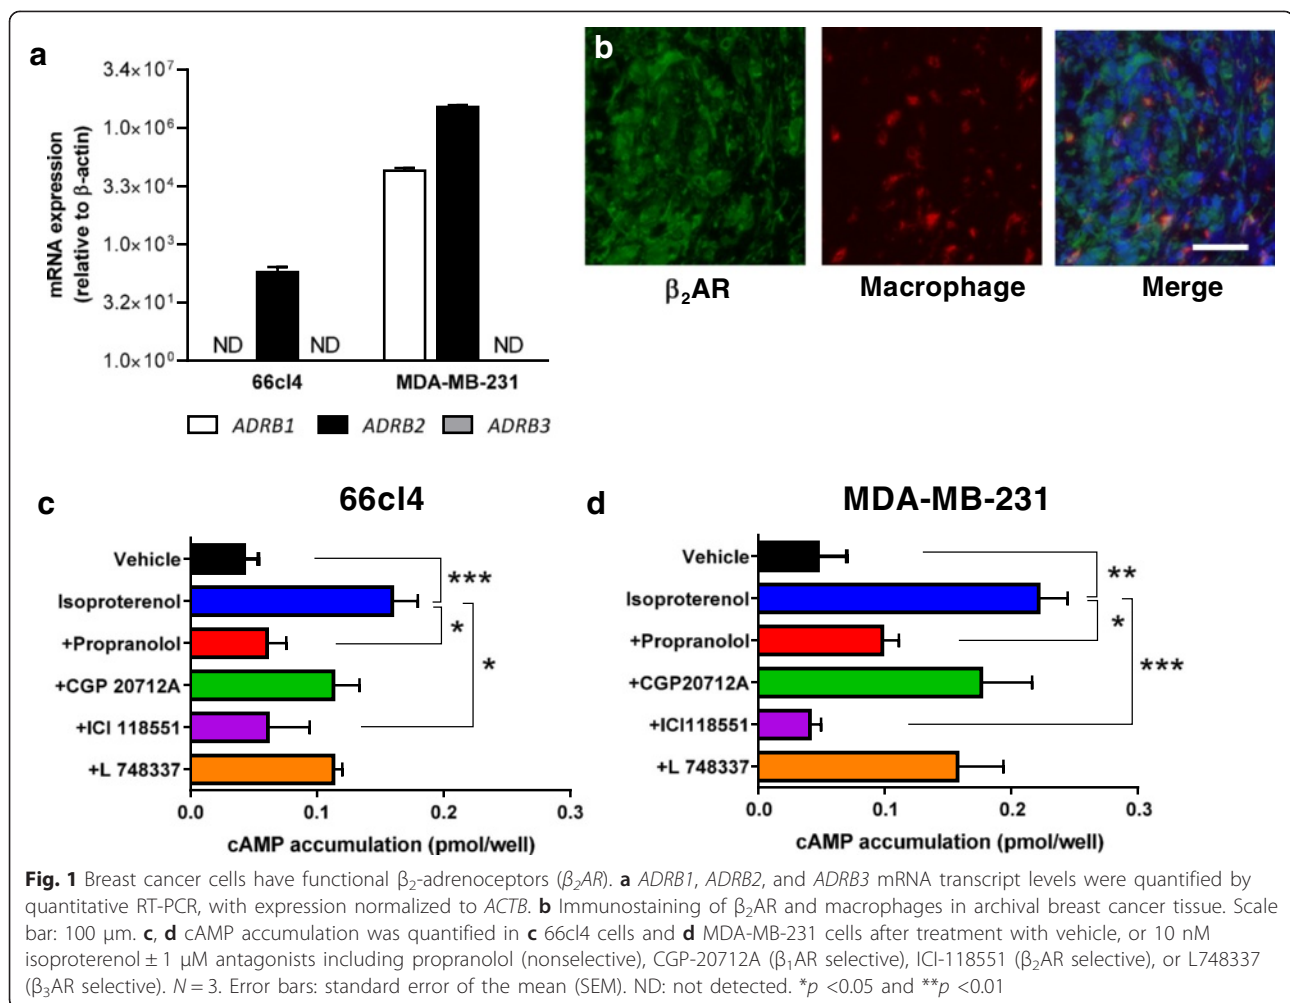 a
3.4×10⁷
1.0×10⁶
3.3×10⁴
1.0×10³
3.2×10¹
1.0×10⁰
mRNA expression
(relative to β-actin)
ND ND ND
66cl4 MDA-MB-231
ADRB1 ADRB2 ADRB3
b
β₂AR Macrophage Merge
c 66cl4
Vehicle
Isoproterenol
+Propranolol
+CGP 20712A
+ICI 118551
+L 748337
***
*
*
0.0 0.1 0.2 0.3
cAMP accumulation (pmol/well)
d MDA-MB-231
Vehicle
Isoproterenol
+Propranolol
+CGP20712A
+ICI118551
+L 748337
**
*
***
0.0 0.1 0.2 0.3
cAMP accumulation (pmol/well)
Fig. 1 Breast cancer cells have functional β₂-adrenoceptors (β₂AR). a ADRB1, ADRB2, and ADRB3 mRNA transcript levels were quantified by
quantitative RT-PCR, with expression normalized to ACTB. b Immunostaining of β₂AR and macrophages in archival breast cancer tissue. Scale
bar: 100 μm. c, d cAMP accumulation was quantified in c 66cl4 cells and d MDA-MB-231 cells after treatment with vehicle, or 10 nM
isoproterenol ± 1 μM antagonists including propranolol (nonselective), CGP-20712A (β₁AR selective), ICI-118551 (β₂AR selective), or L748337
(β₃AR selective). N = 3. Error bars: standard error of the mean (SEM). ND: not detected. *p <0.05 and **p <0.01